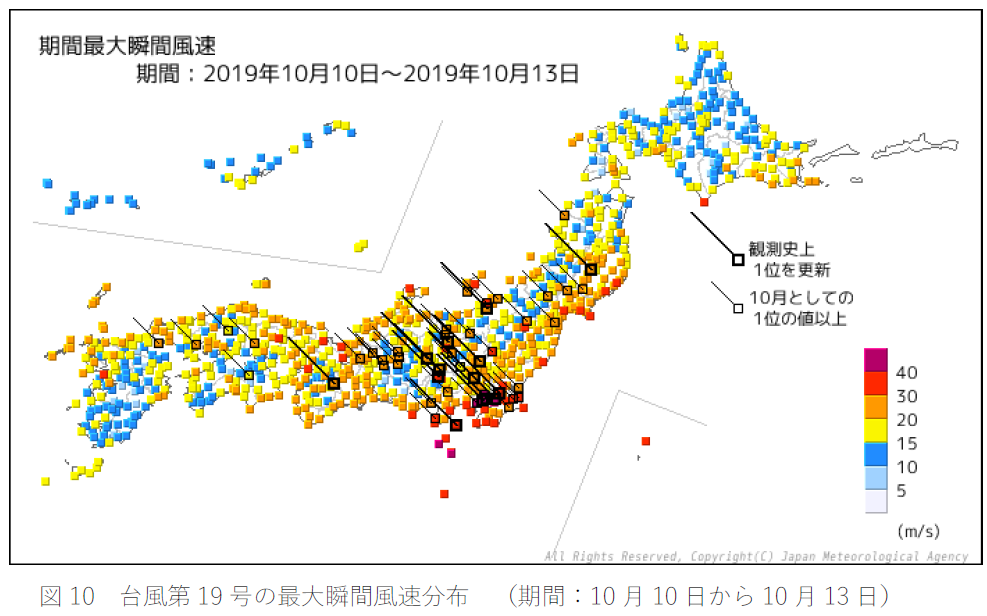 期間最大瞬間風速
期間：2019年10月10日～2019年10月13日
観測史上
1位を更新
10月としての
1位の値以上
40
30
20
15
10
5
(m/s)
All Rights Reserved, Copyright(C) Japan Meteorological Agency
図 10　台風第 19 号の最大瞬間風速分布　（期間：10 月 10 日から 10 月 13 日）